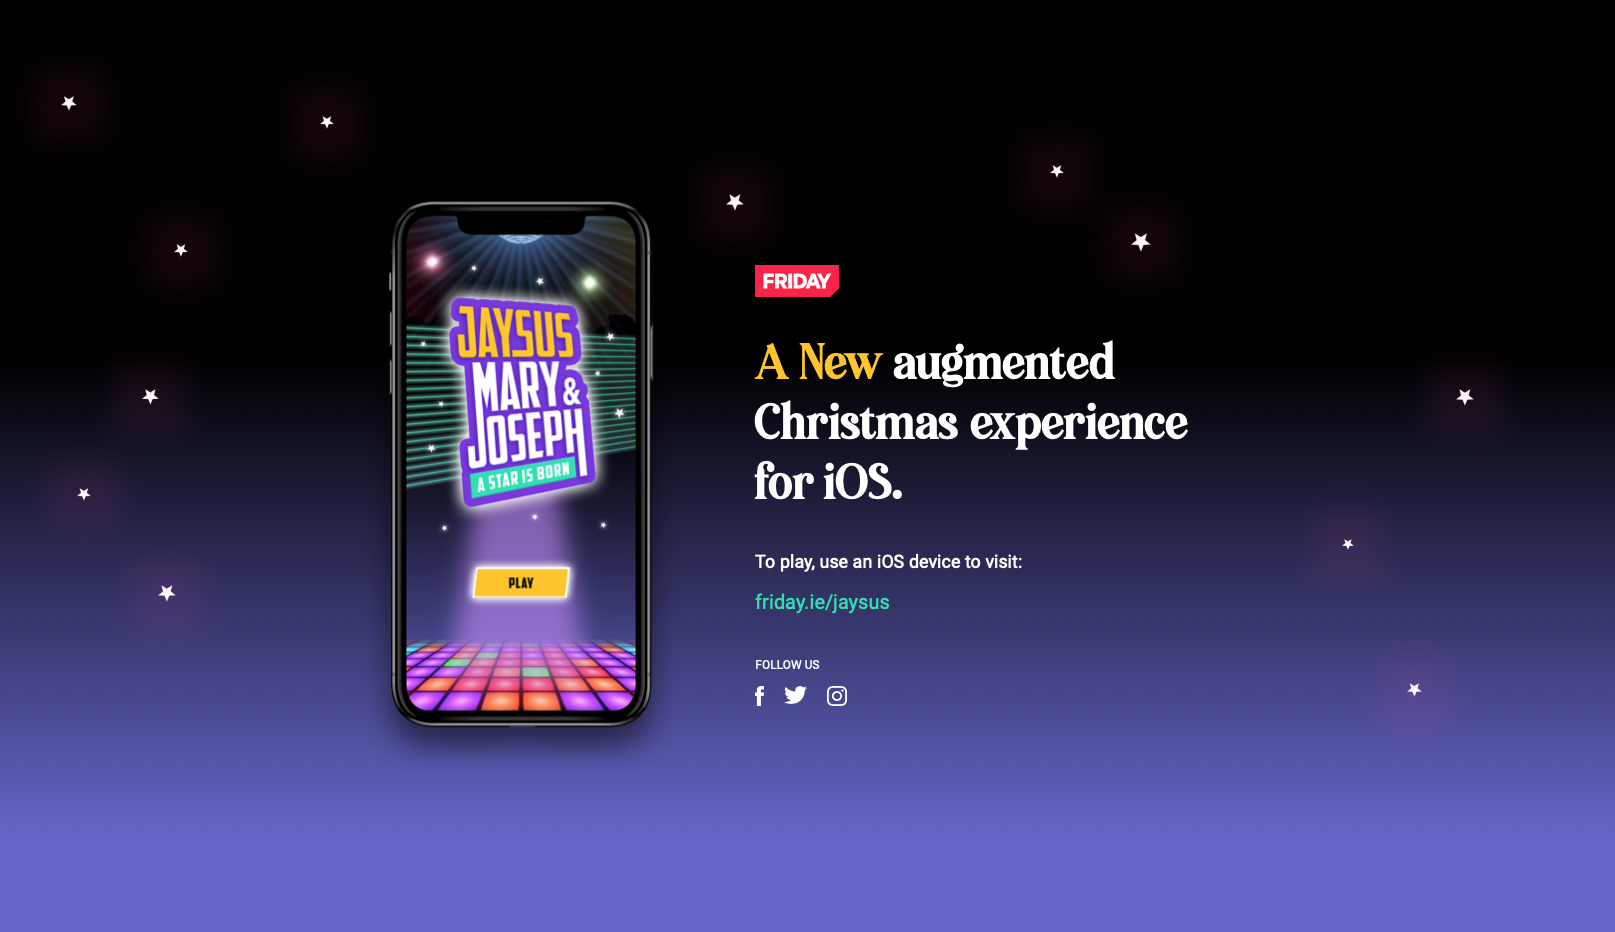 JAYSUS
MARY &
JOSEPH
A STAR IS BORN
PLAY
FRIDAY
A New augmented
Christmas experience
for iOS.
To play, use an iOS device to visit:
friday.ie/jaysus
FOLLOW US